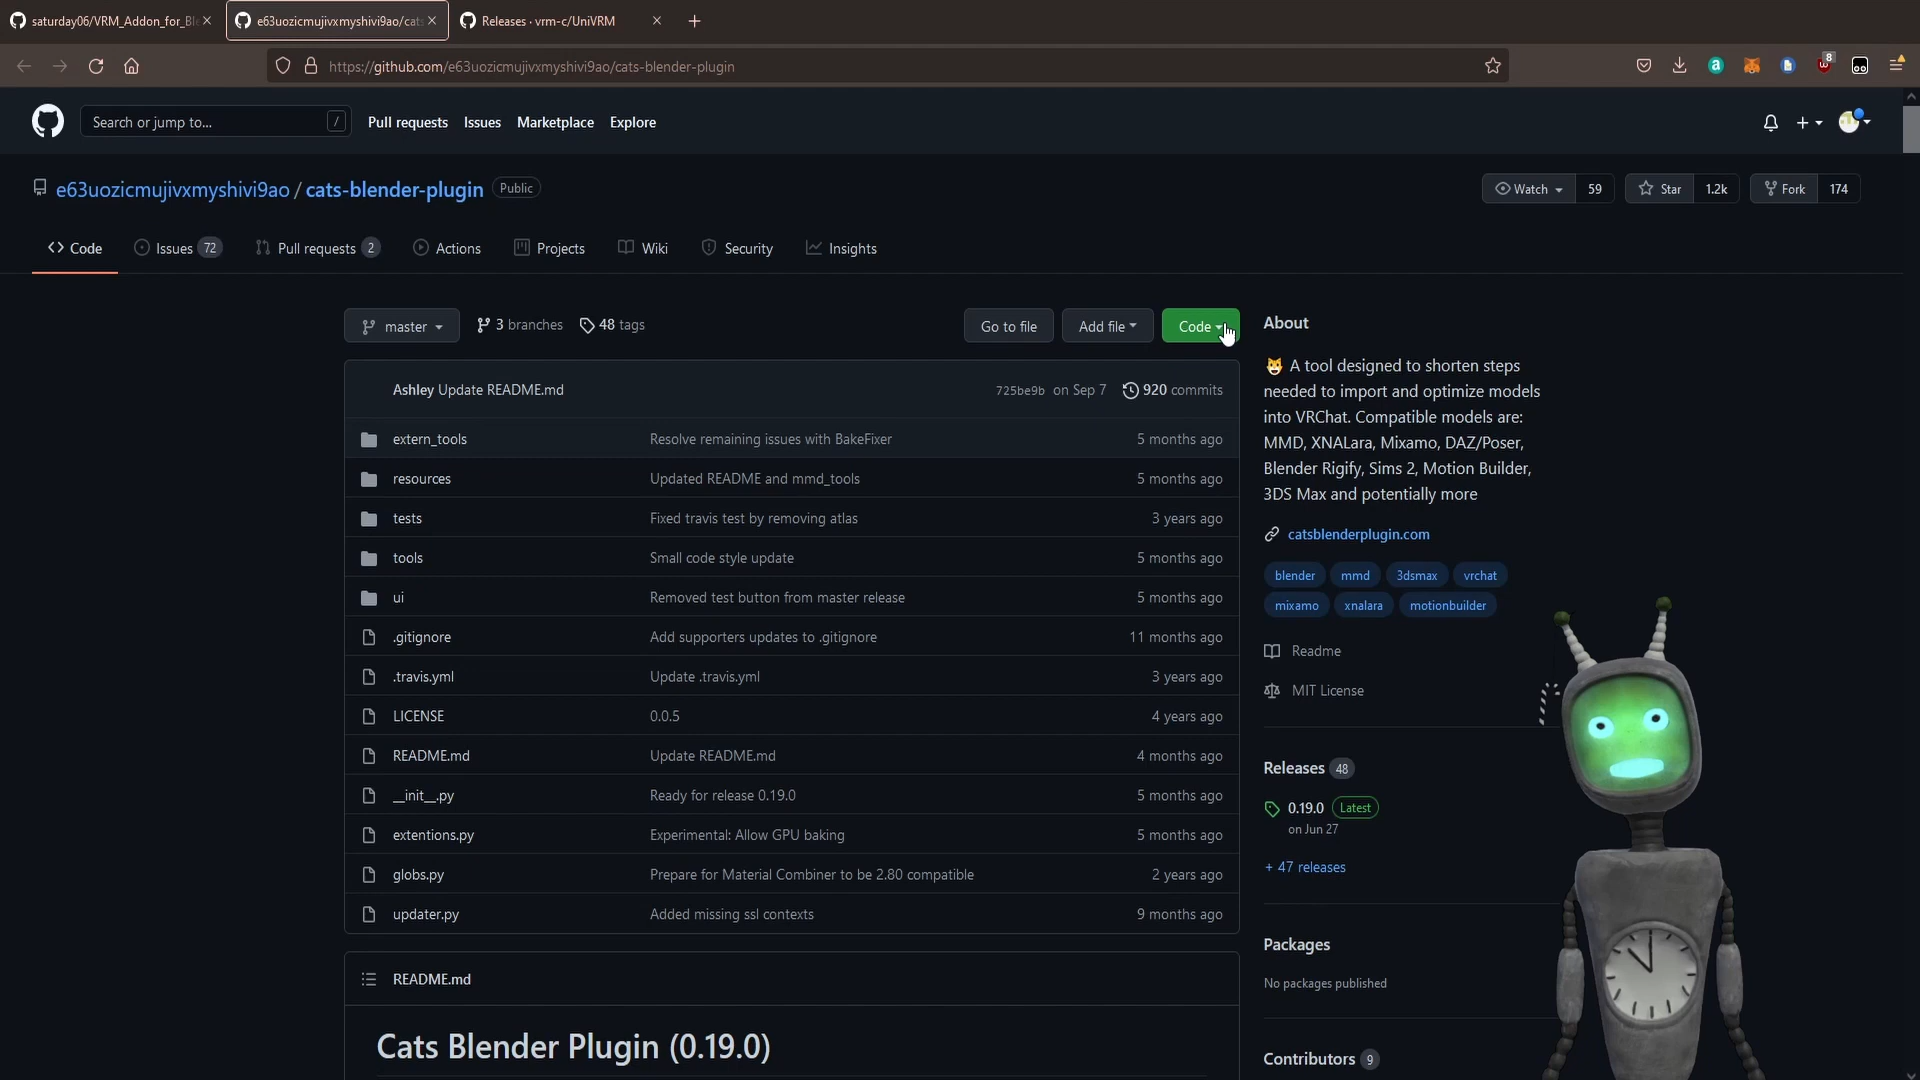 saturday06/VRM_Addon_for_Ble
e63uozicmujivxmyshivi9ao/cats
Releases · vrm-c/UniVRM
https://github.com/e63uozicmujivxmyshivi9ao/cats-blender-plugin
8
Search or jump to...
/
Pull requests
Issues
Marketplace
Explore
e63uozicmujivxmyshivi9ao / cats-blender-plugin
Public
Watch
59
Star
1.2k
Fork
174
Code
Issues 72
Pull requests 2
Actions
Projects
Wiki
Security
Insights
master
3 branches
48 tags
Go to file
Add file
Code
Ashley Update README.md
725be9b on Sep 7
920 commits
extern_tools Resolve remaining issues with BakeFixer 5 months ago
resources Updated README and mmd_tools 5 months ago
tests Fixed travis test by removing atlas 3 years ago
tools Small code style update 5 months ago
ui Removed test button from master release 5 months ago
.gitignore Add supporters updates to .gitignore 11 months ago
.travis.yml Update .travis.yml 3 years ago
LICENSE 0.0.5 4 years ago
README.md Update README.md 4 months ago
__init__.py Ready for release 0.19.0 5 months ago
extentions.py Experimental: Allow GPU baking 5 months ago
globs.py Prepare for Material Combiner to be 2.80 compatible 2 years ago
updater.py Added missing ssl contexts 9 months ago
README.md
Cats Blender Plugin (0.19.0)
About
A tool designed to shorten steps
needed to import and optimize models
into VRChat. Compatible models are:
MMD, XNALara, Mixamo, DAZ/Poser,
Blender Rigify, Sims 2, Motion Builder,
3DS Max and potentially more
catsblenderplugin.com
blender mmd 3dsmax vrchat
mixamo xnalara motionbuilder
Readme
MIT License
Releases 48
0.19.0 Latest
on Jun 27
+ 47 releases
Packages
No packages published
Contributors 9